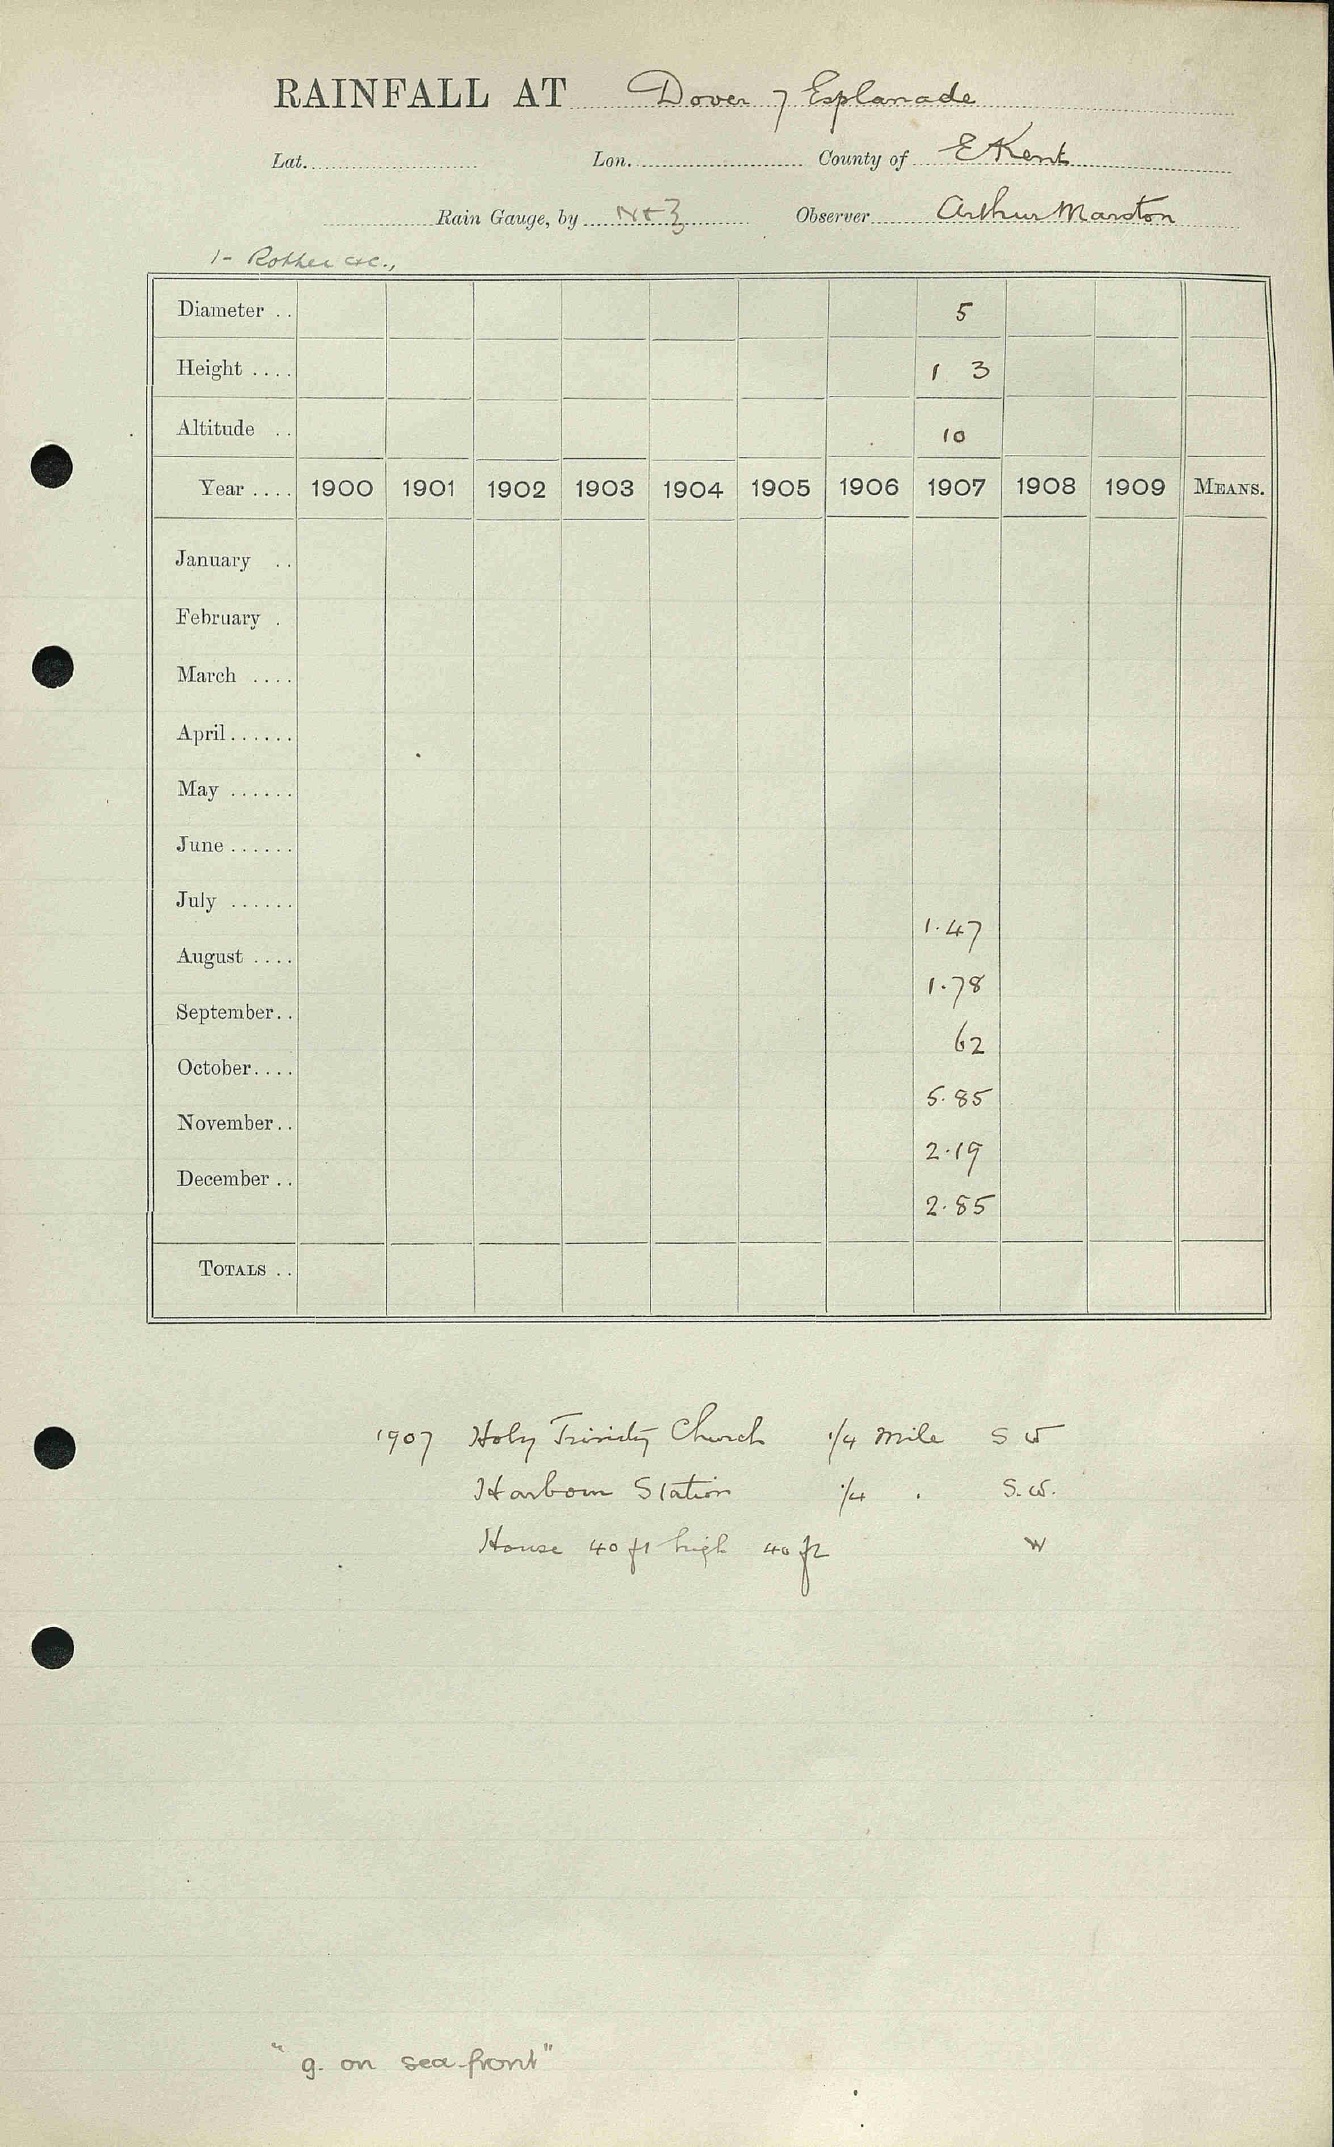 RAINFALL AT Dover 7 Esplanade
Lat. Lon. County of E Kent
Rain Gauge, by N & Z Observer Arthur Marston
1- Rother &c.,
Diameter . . 5
Height . . . . 1 3
Altitude . . 10
Year . . . . 1900 1901 1902 1903 1904 1905 1906 1907 1908 1909 MEANS.
January . .
February .
March . . . .
April . . . . . .
May . . . . . .
June . . . . . .
July . . . . . . 1.47
August . . . . 1.78
September . . 62
October . . . . 5.85
November . . 2.19
December . . 2.85
TOTALS . .
1907 Holy Trinity Church 1/4 mile S W
Harbour Station 1/4 . S.W.
House 40 ft high 40 ft W
"g. on sea-front"